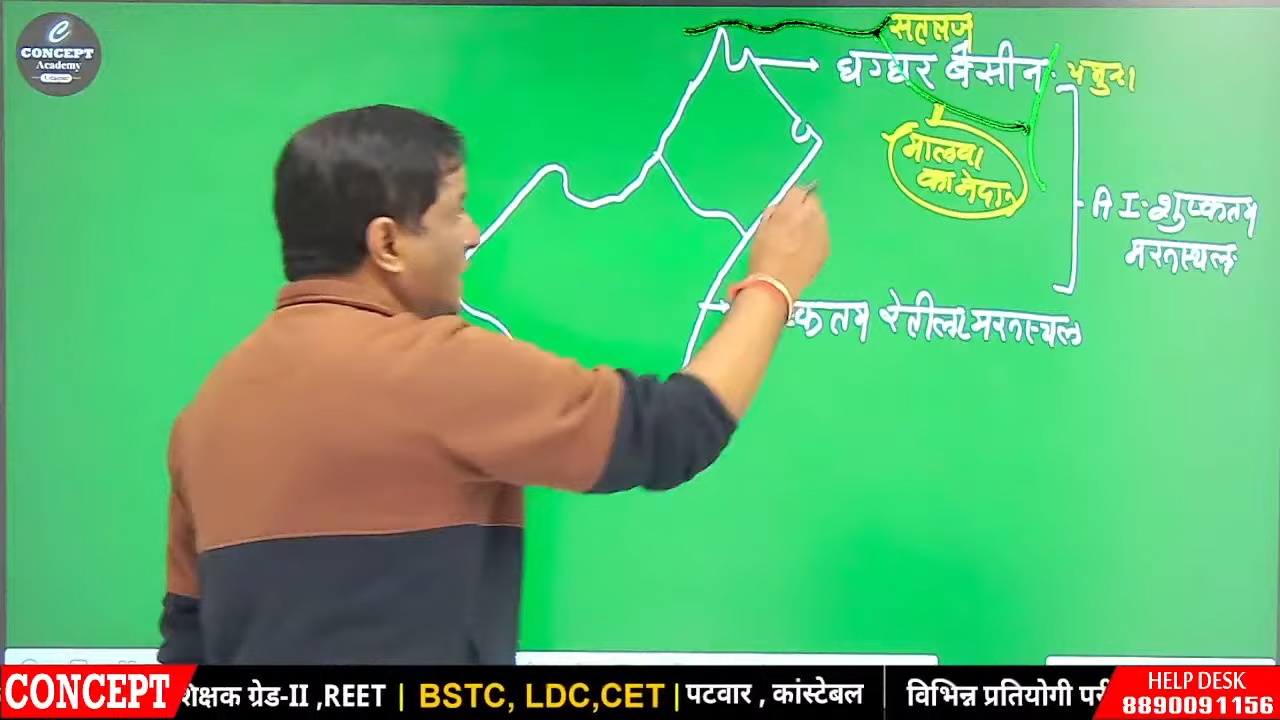 CONCEPT
Academy
Udaipur
सतलज
घग्घर बेसीन
यमुना
मालवा
का मैदान
A I. शुष्कतम
मरुस्थल
रेतीला मरुस्थल
CONCEPT
शिक्षक ग्रेड-II ,REET | BSTC, LDC,CET | पटवार , कांस्टेबल
विभिन्न प्रतियोगी
HELP DESK
8890091156